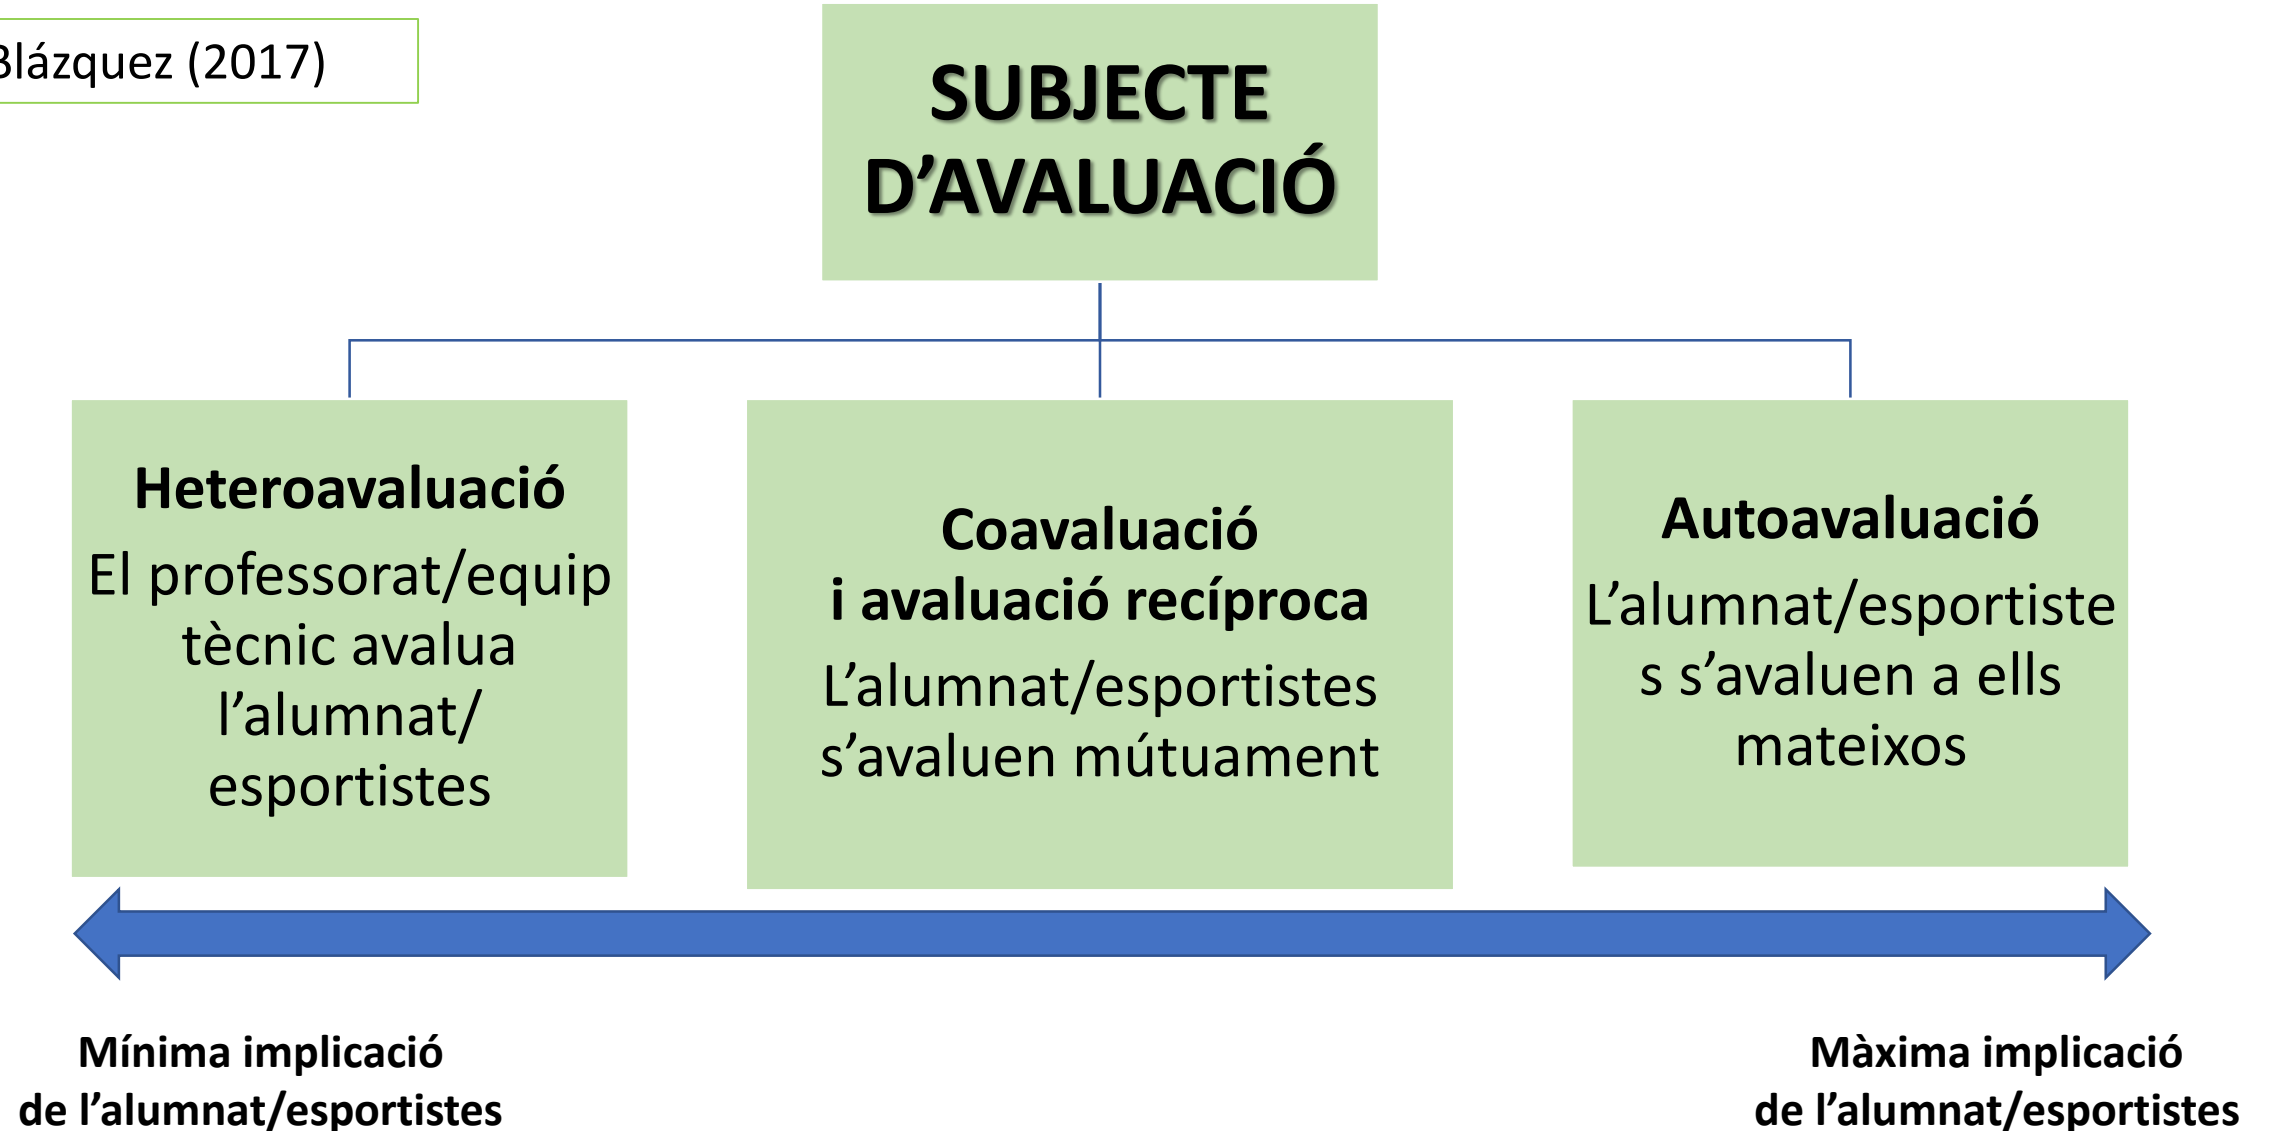 Blázquez (2017)
SUBJECTE
D’AVALUACIÓ
Heteroavaluació
El professorat/equip
tècnic avalua
l’alumnat/
esportistes
Coavaluació
i avaluació recíproca
L’alumnat/esportistes
s’avaluen mútuament
Autoavaluació
L’alumnat/esportiste
s s’avaluen a ells
mateixos
Mínima implicació
de l’alumnat/esportistes
Màxima implicació
de l’alumnat/esportistes